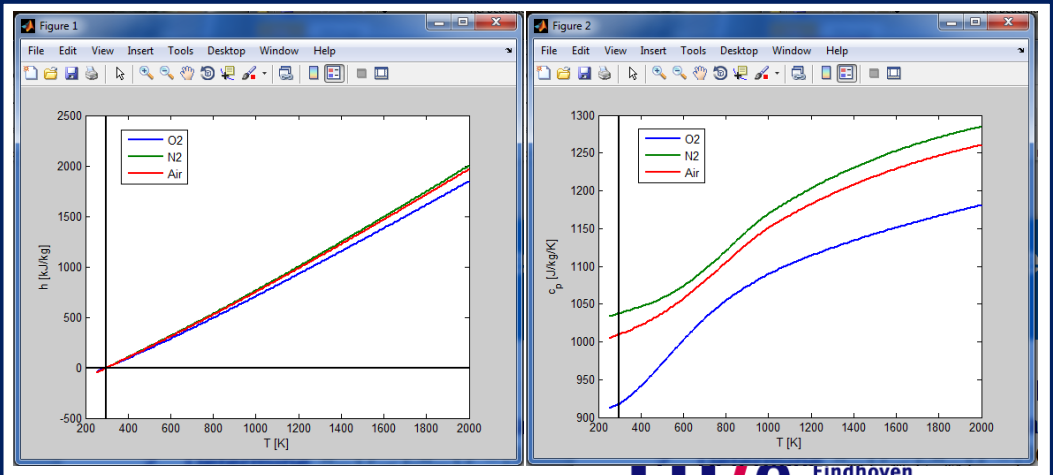 Figure 1
File Edit View Insert Tools Desktop Window Help
2500
2000
1500
1000
500
0
-500
h [kJ/kg]
O2
N2
Air
200 400 600 800 1000 1200 1400 1600 1800 2000
T [K]
Figure 2
File Edit View Insert Tools Desktop Window Help
1300
1250
1200
1150
1100
1050
1000
950
900
cp [J/kg/K]
O2
N2
Air
200 400 600 800 1000 1200 1400 1600 1800 2000
T [K]
Eindhoven